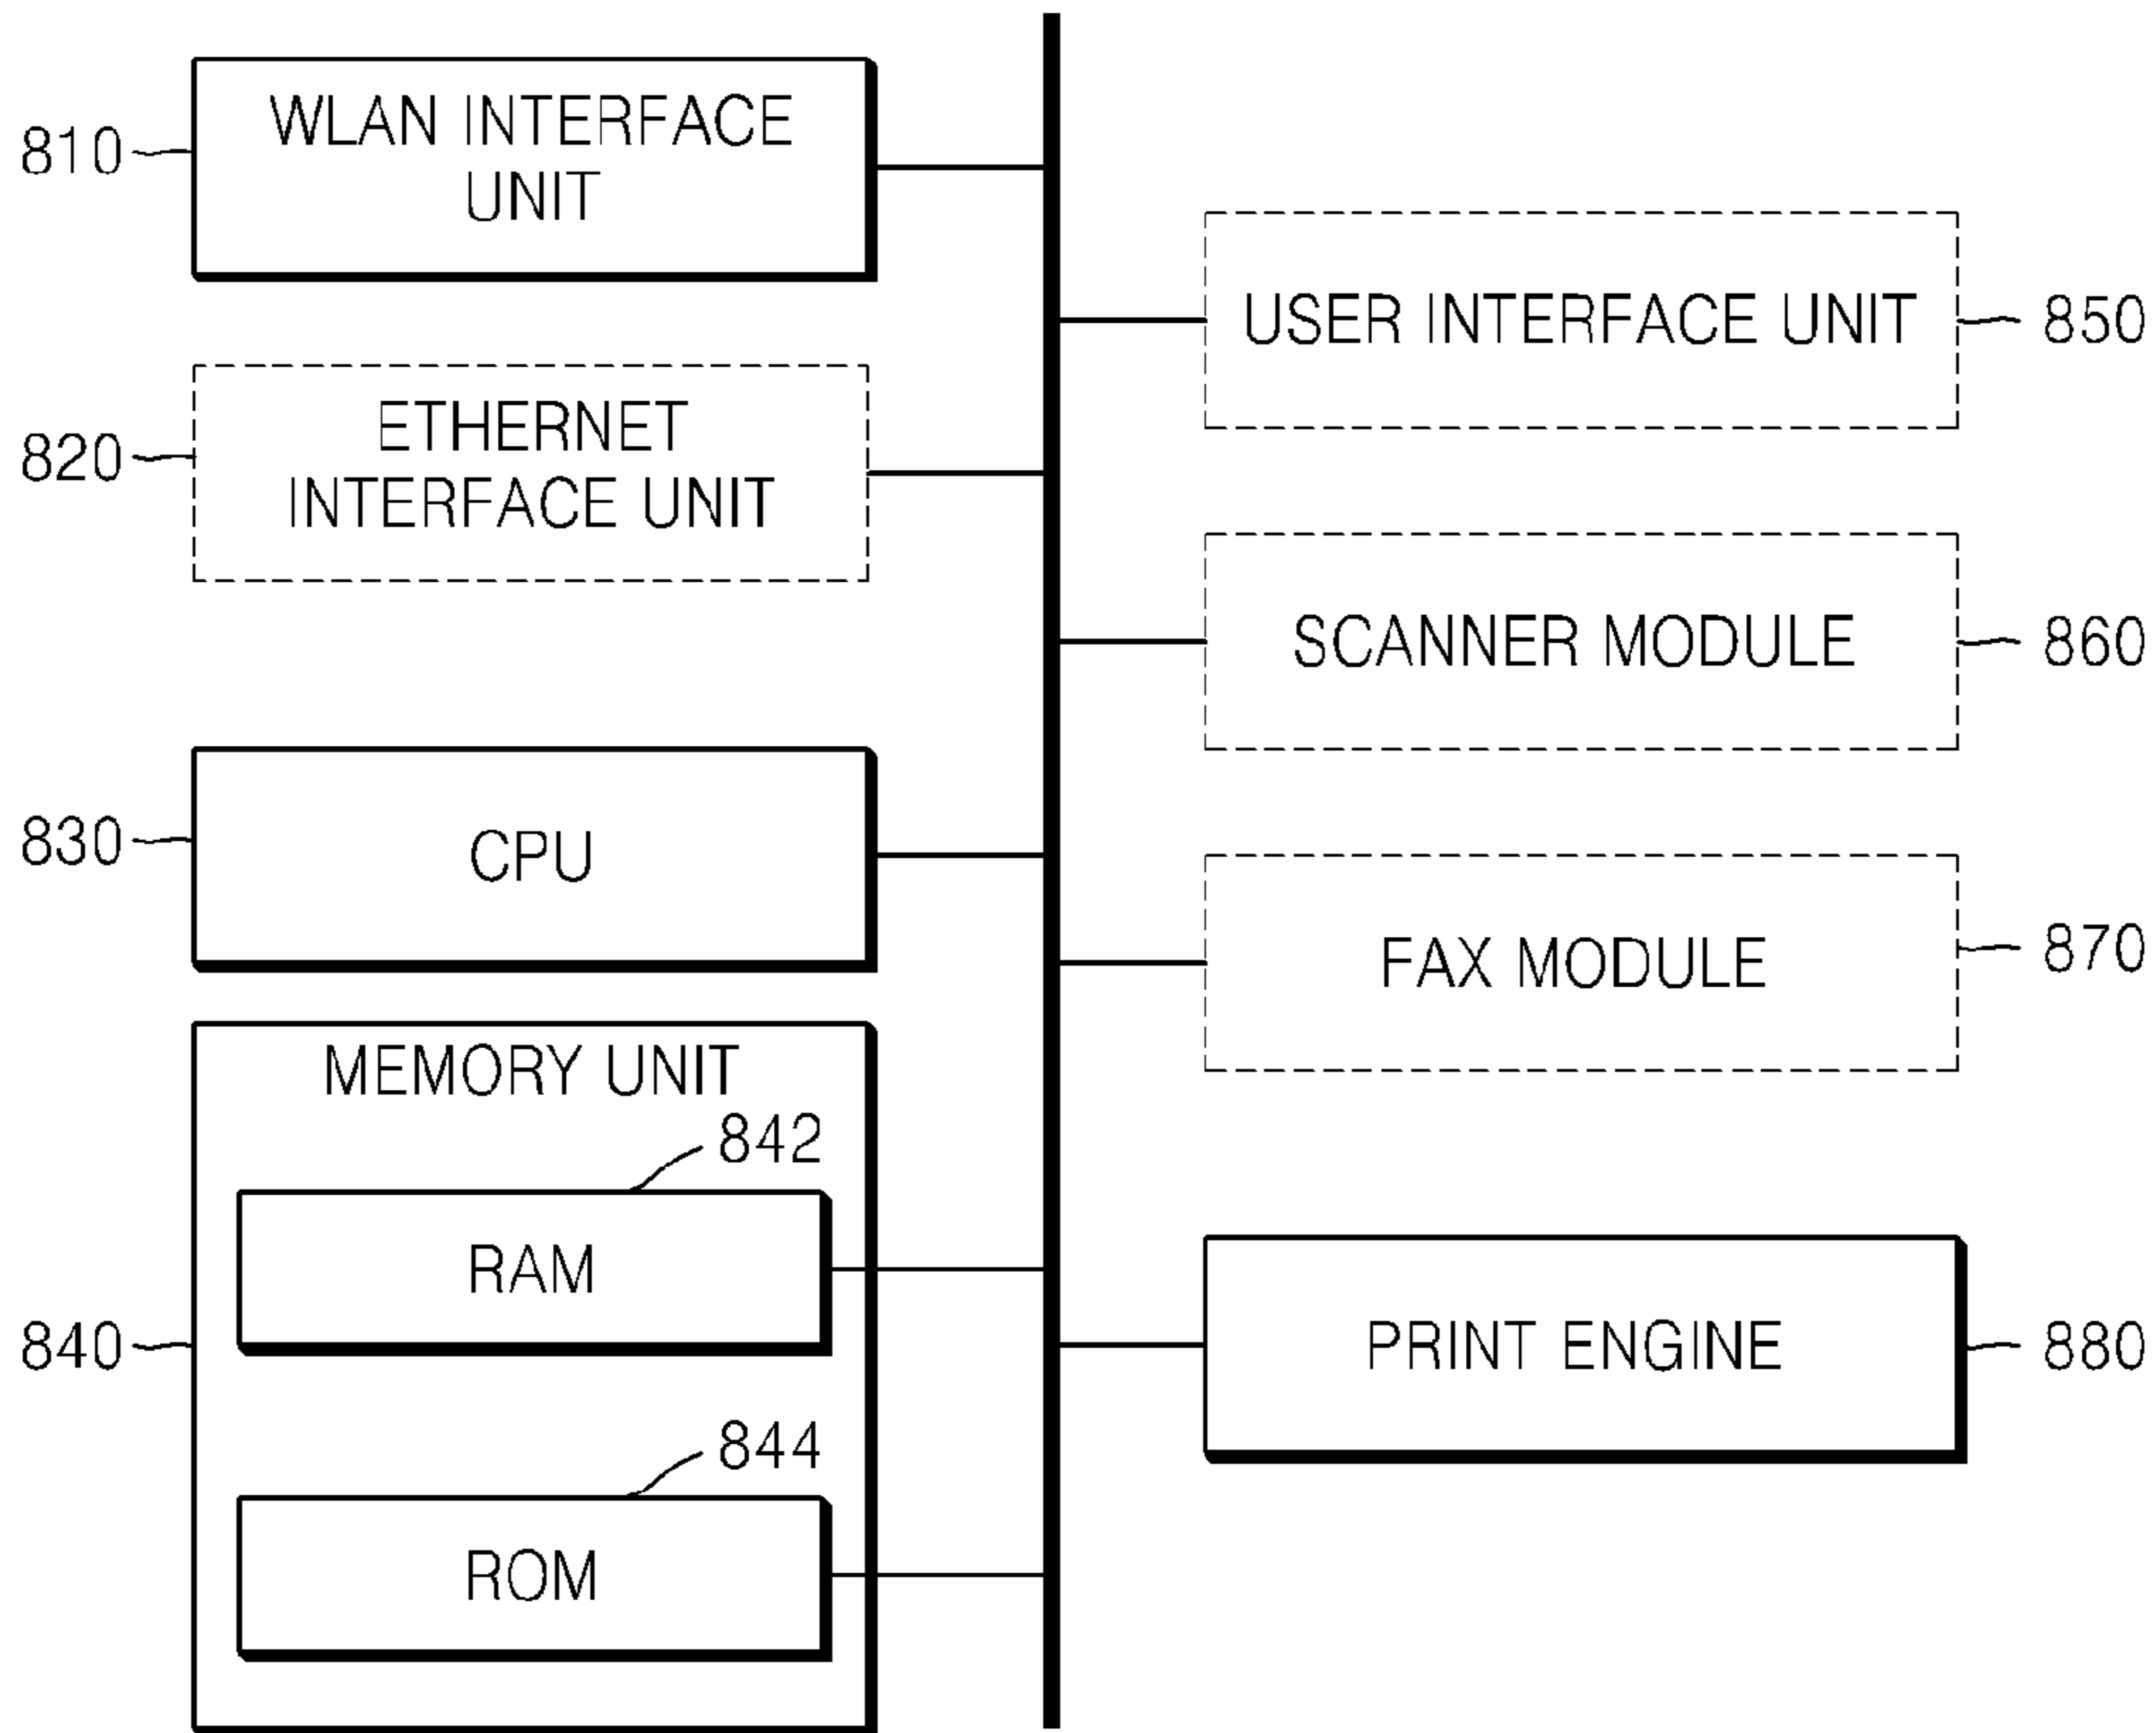 810
WLAN INTERFACE
UNIT
820
ETHERNET
INTERFACE UNIT
830
CPU
840
MEMORY UNIT
842
RAM
844
ROM
USER INTERFACE UNIT
850
SCANNER MODULE
860
FAX MODULE
870
PRINT ENGINE
880